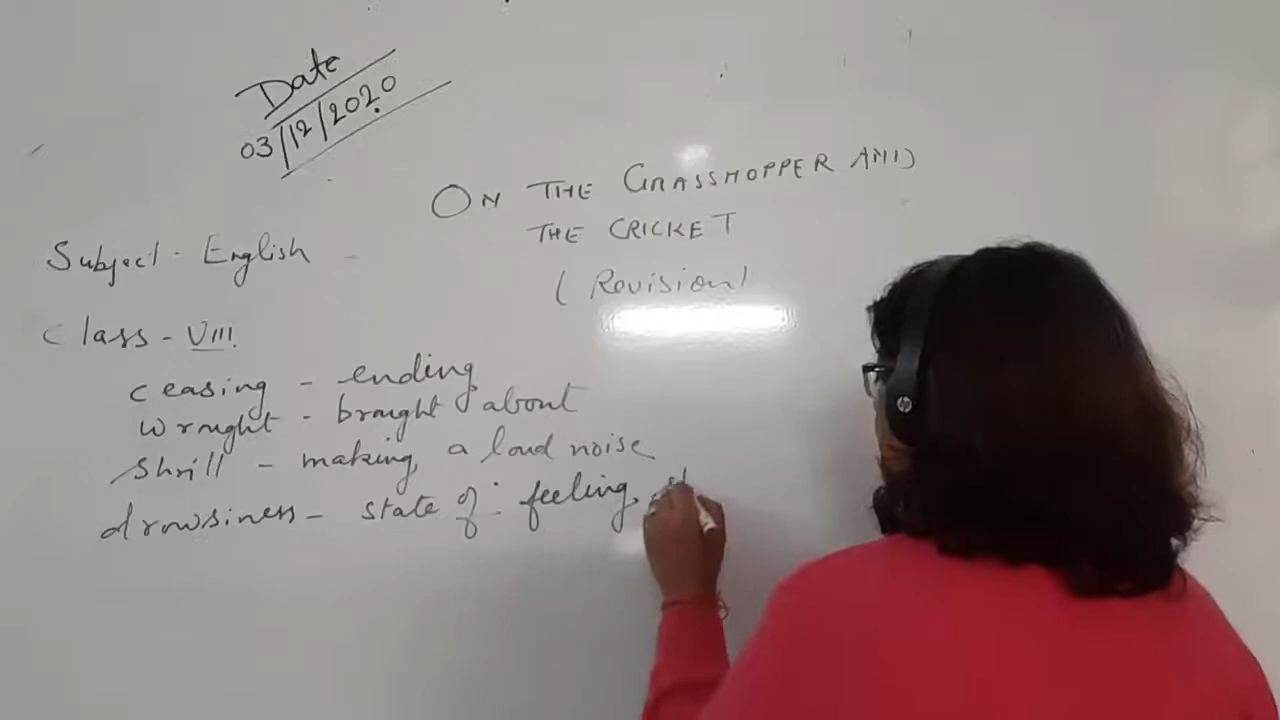 Date
03/12/2020
ON THE GRASSHOPPER AND
THE CRICKET
(Revision)
Subject - English
Class - VIII
ceasing - ending
wrought - brought about
shrill - making a loud noise
drowsiness - state of feeling
hp